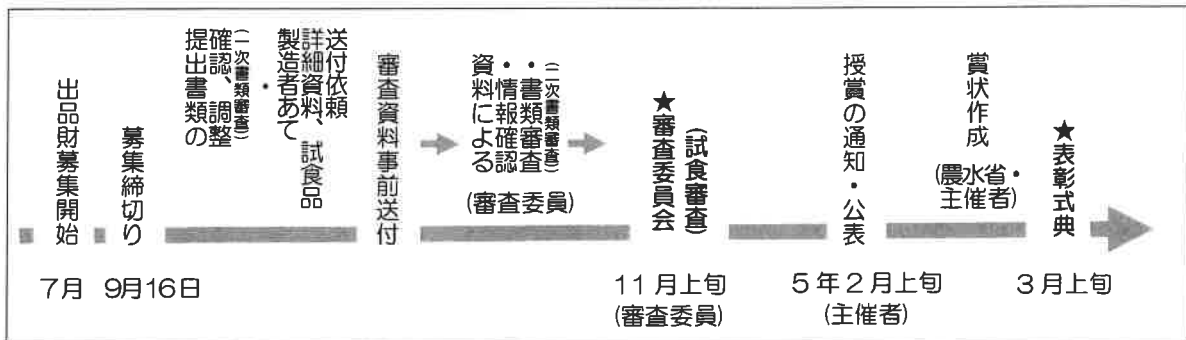 出品財募集開始
7月
募集締切り
9月16日
提出書類の
確認、調整
(一次書類審査)
・
製造者あて
詳細資料、試食品
送付依頼
審査資料事前送付
資料による
・情報確認
・書類審査
(二次書類審査)
(審査委員)
★審査委員会
(試食審査)
11月上旬
(審査委員)
授賞の通知・公表
5年2月上旬
(主催者)
賞状作成
(農水省・
主催者)
★表彰式典
3月上旬